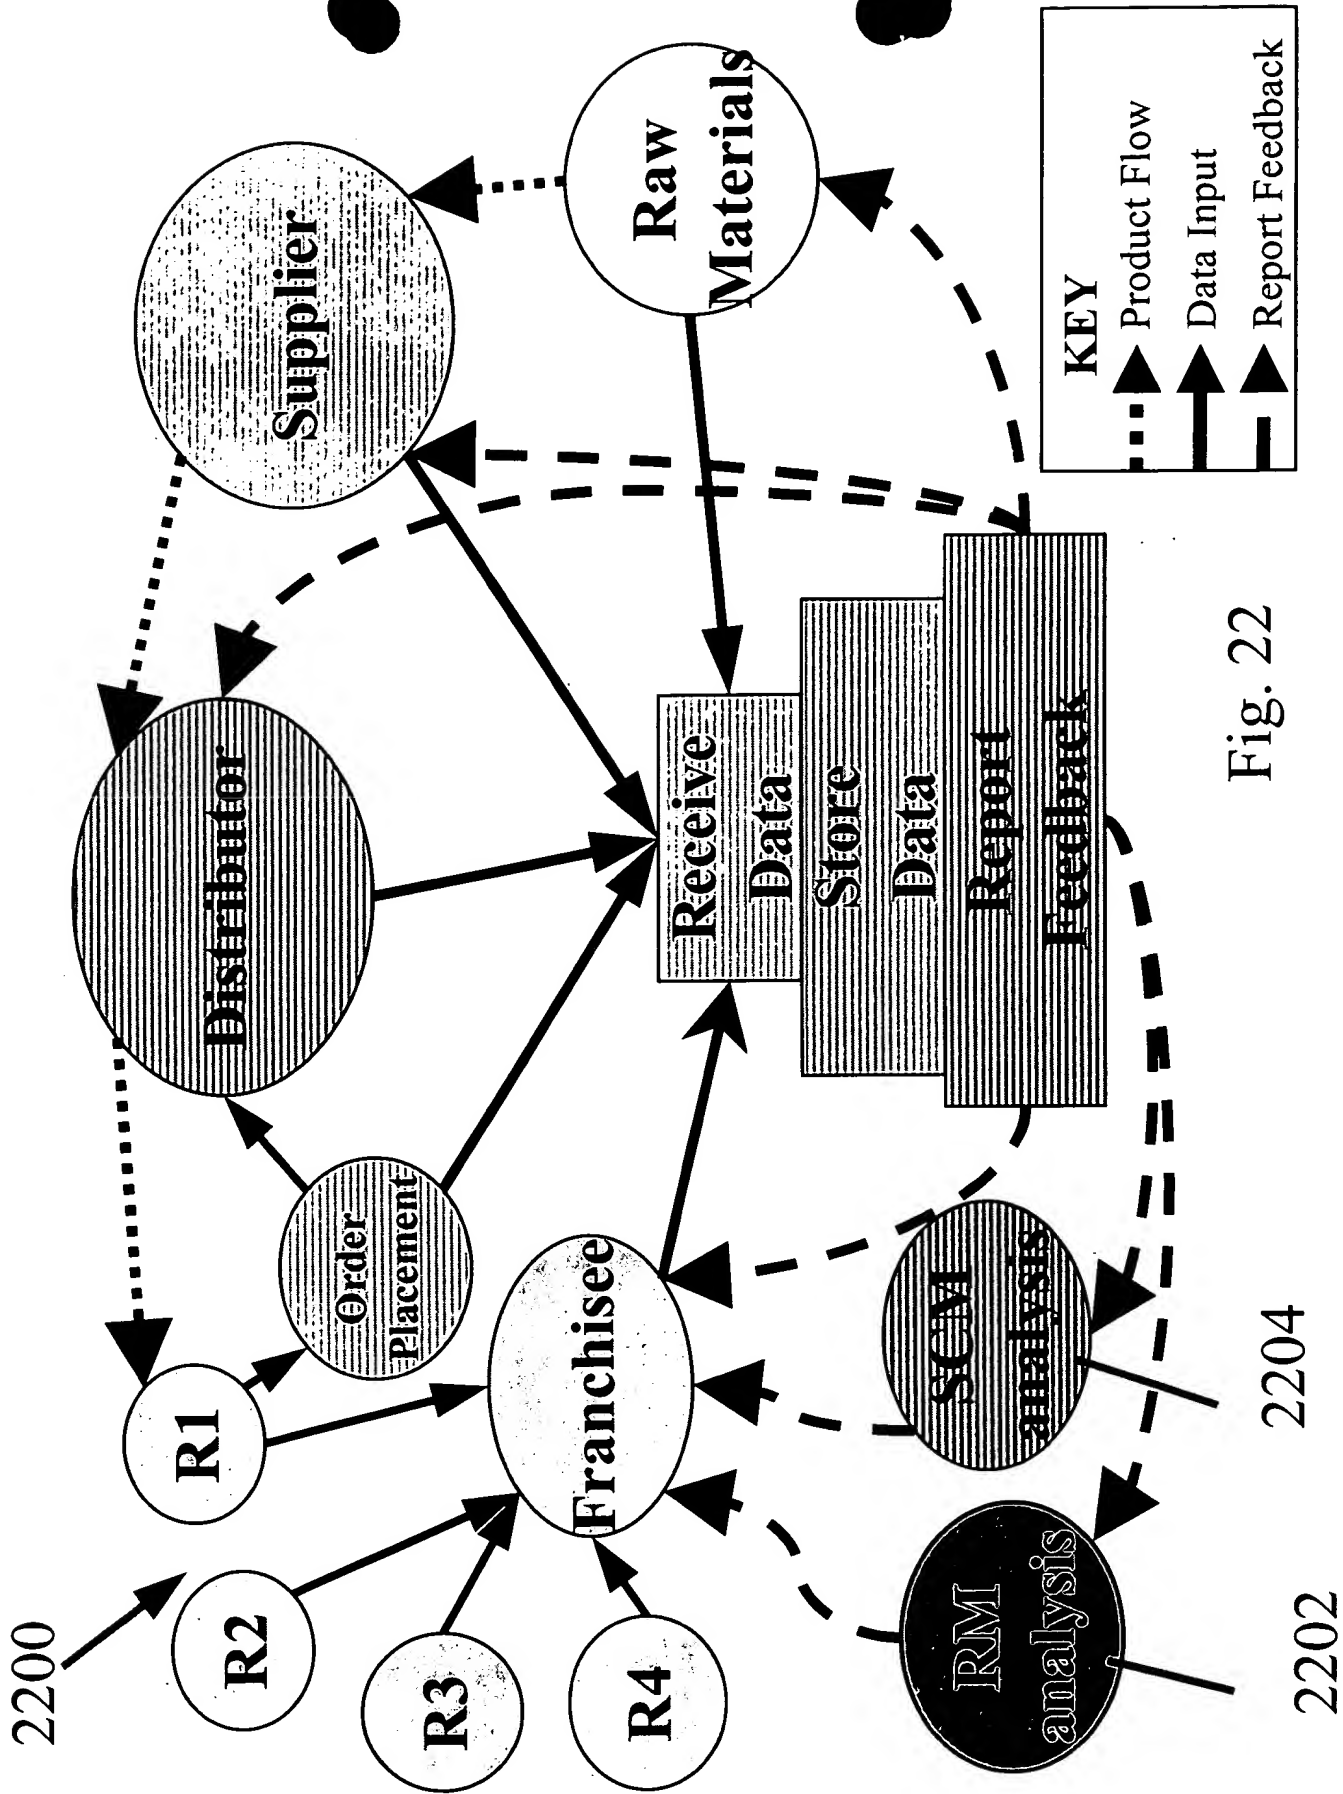 2200
R1
R2
R3
R4
Order
Placement
Distributor
Supplier
Franchisee
Raw
Materials
Receive
Data
Store
Data
Report
Feedback
RM
analysis
SCM
analysis
2202
2204
KEY
Product Flow
Data Input
Report Feedback
Fig. 22